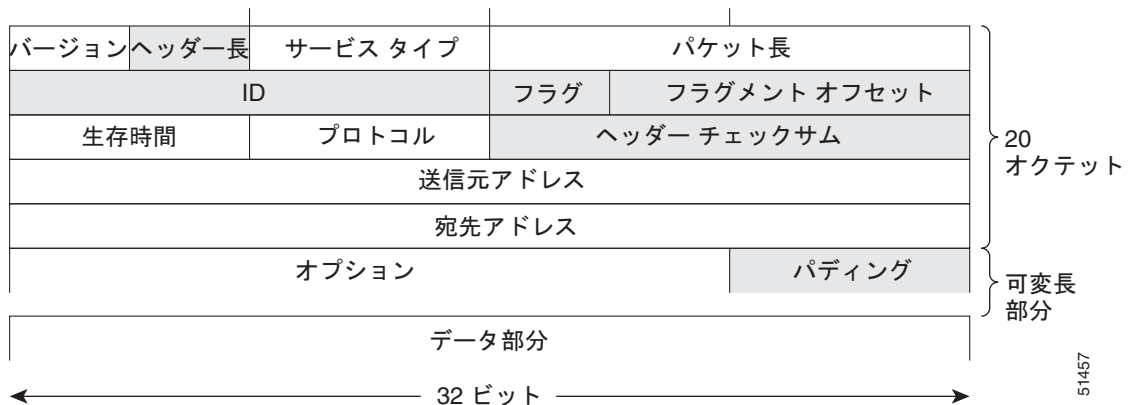 バージョン ヘッダー長 サービス タイプ パケット長
ID フラグ フラグメント オフセット
生存時間 プロトコル ヘッダー チェックサム
送信元アドレス
宛先アドレス
20
オクテット
オプション パディング
可変長
部分
データ部分
32 ビット
51457